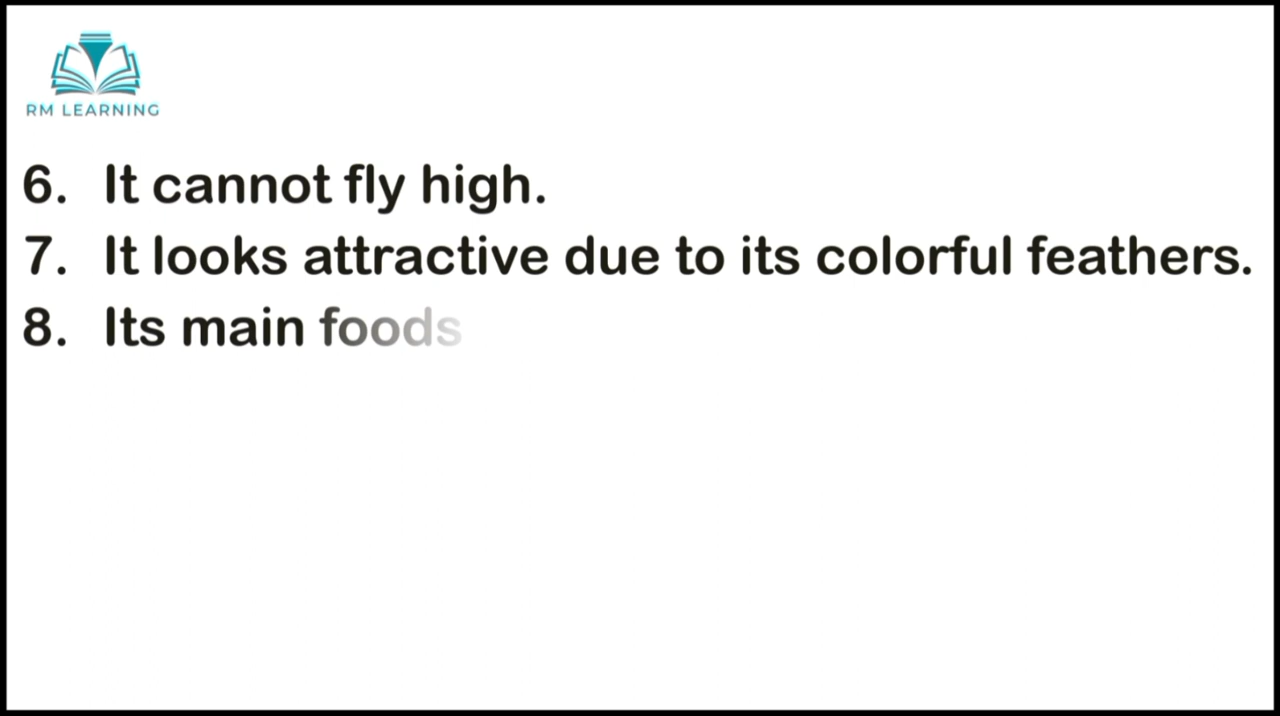 RM LEARNING
6. It cannot fly high.
7. It looks attractive due to its colorful feathers.
8. Its main foods